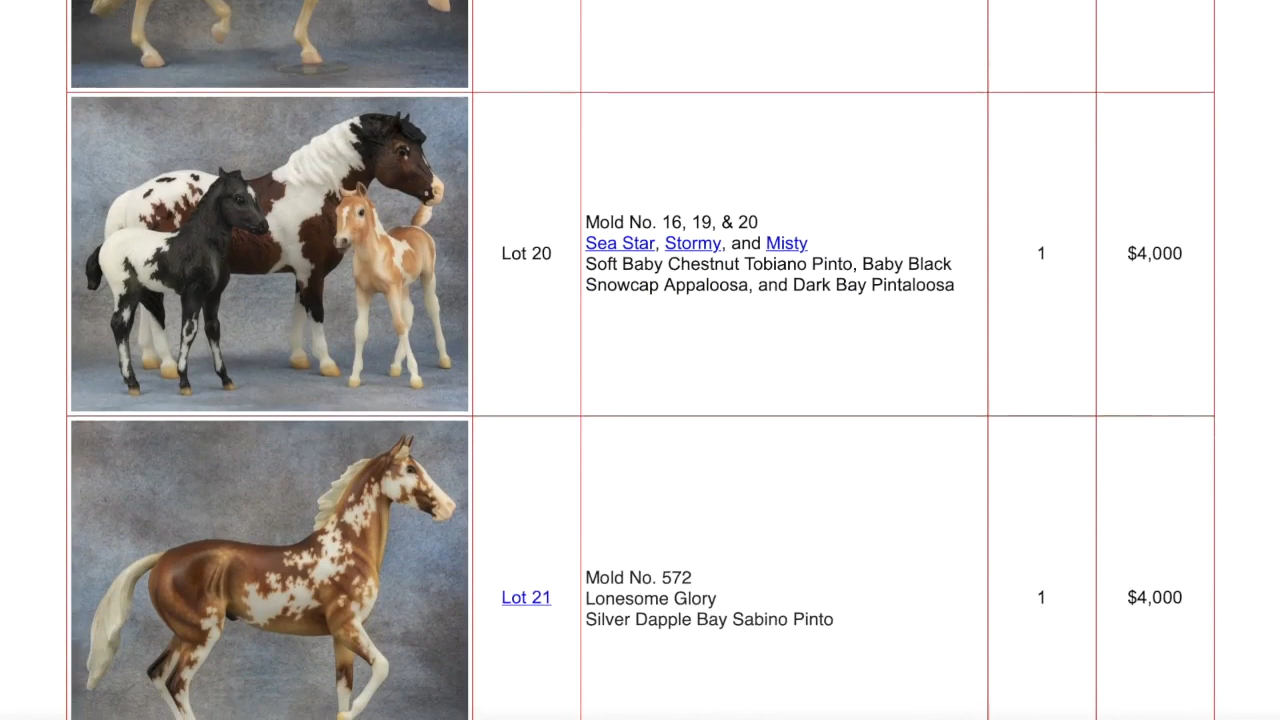 Lot 20
Mold No. 16, 19, & 20
Sea Star, Stormy, and Misty
Soft Baby Chestnut Tobiano Pinto, Baby Black
Snowcap Appaloosa, and Dark Bay Pintaloosa
1
$4,000
Lot 21
Mold No. 572
Lonesome Glory
Silver Dapple Bay Sabino Pinto
1
$4,000